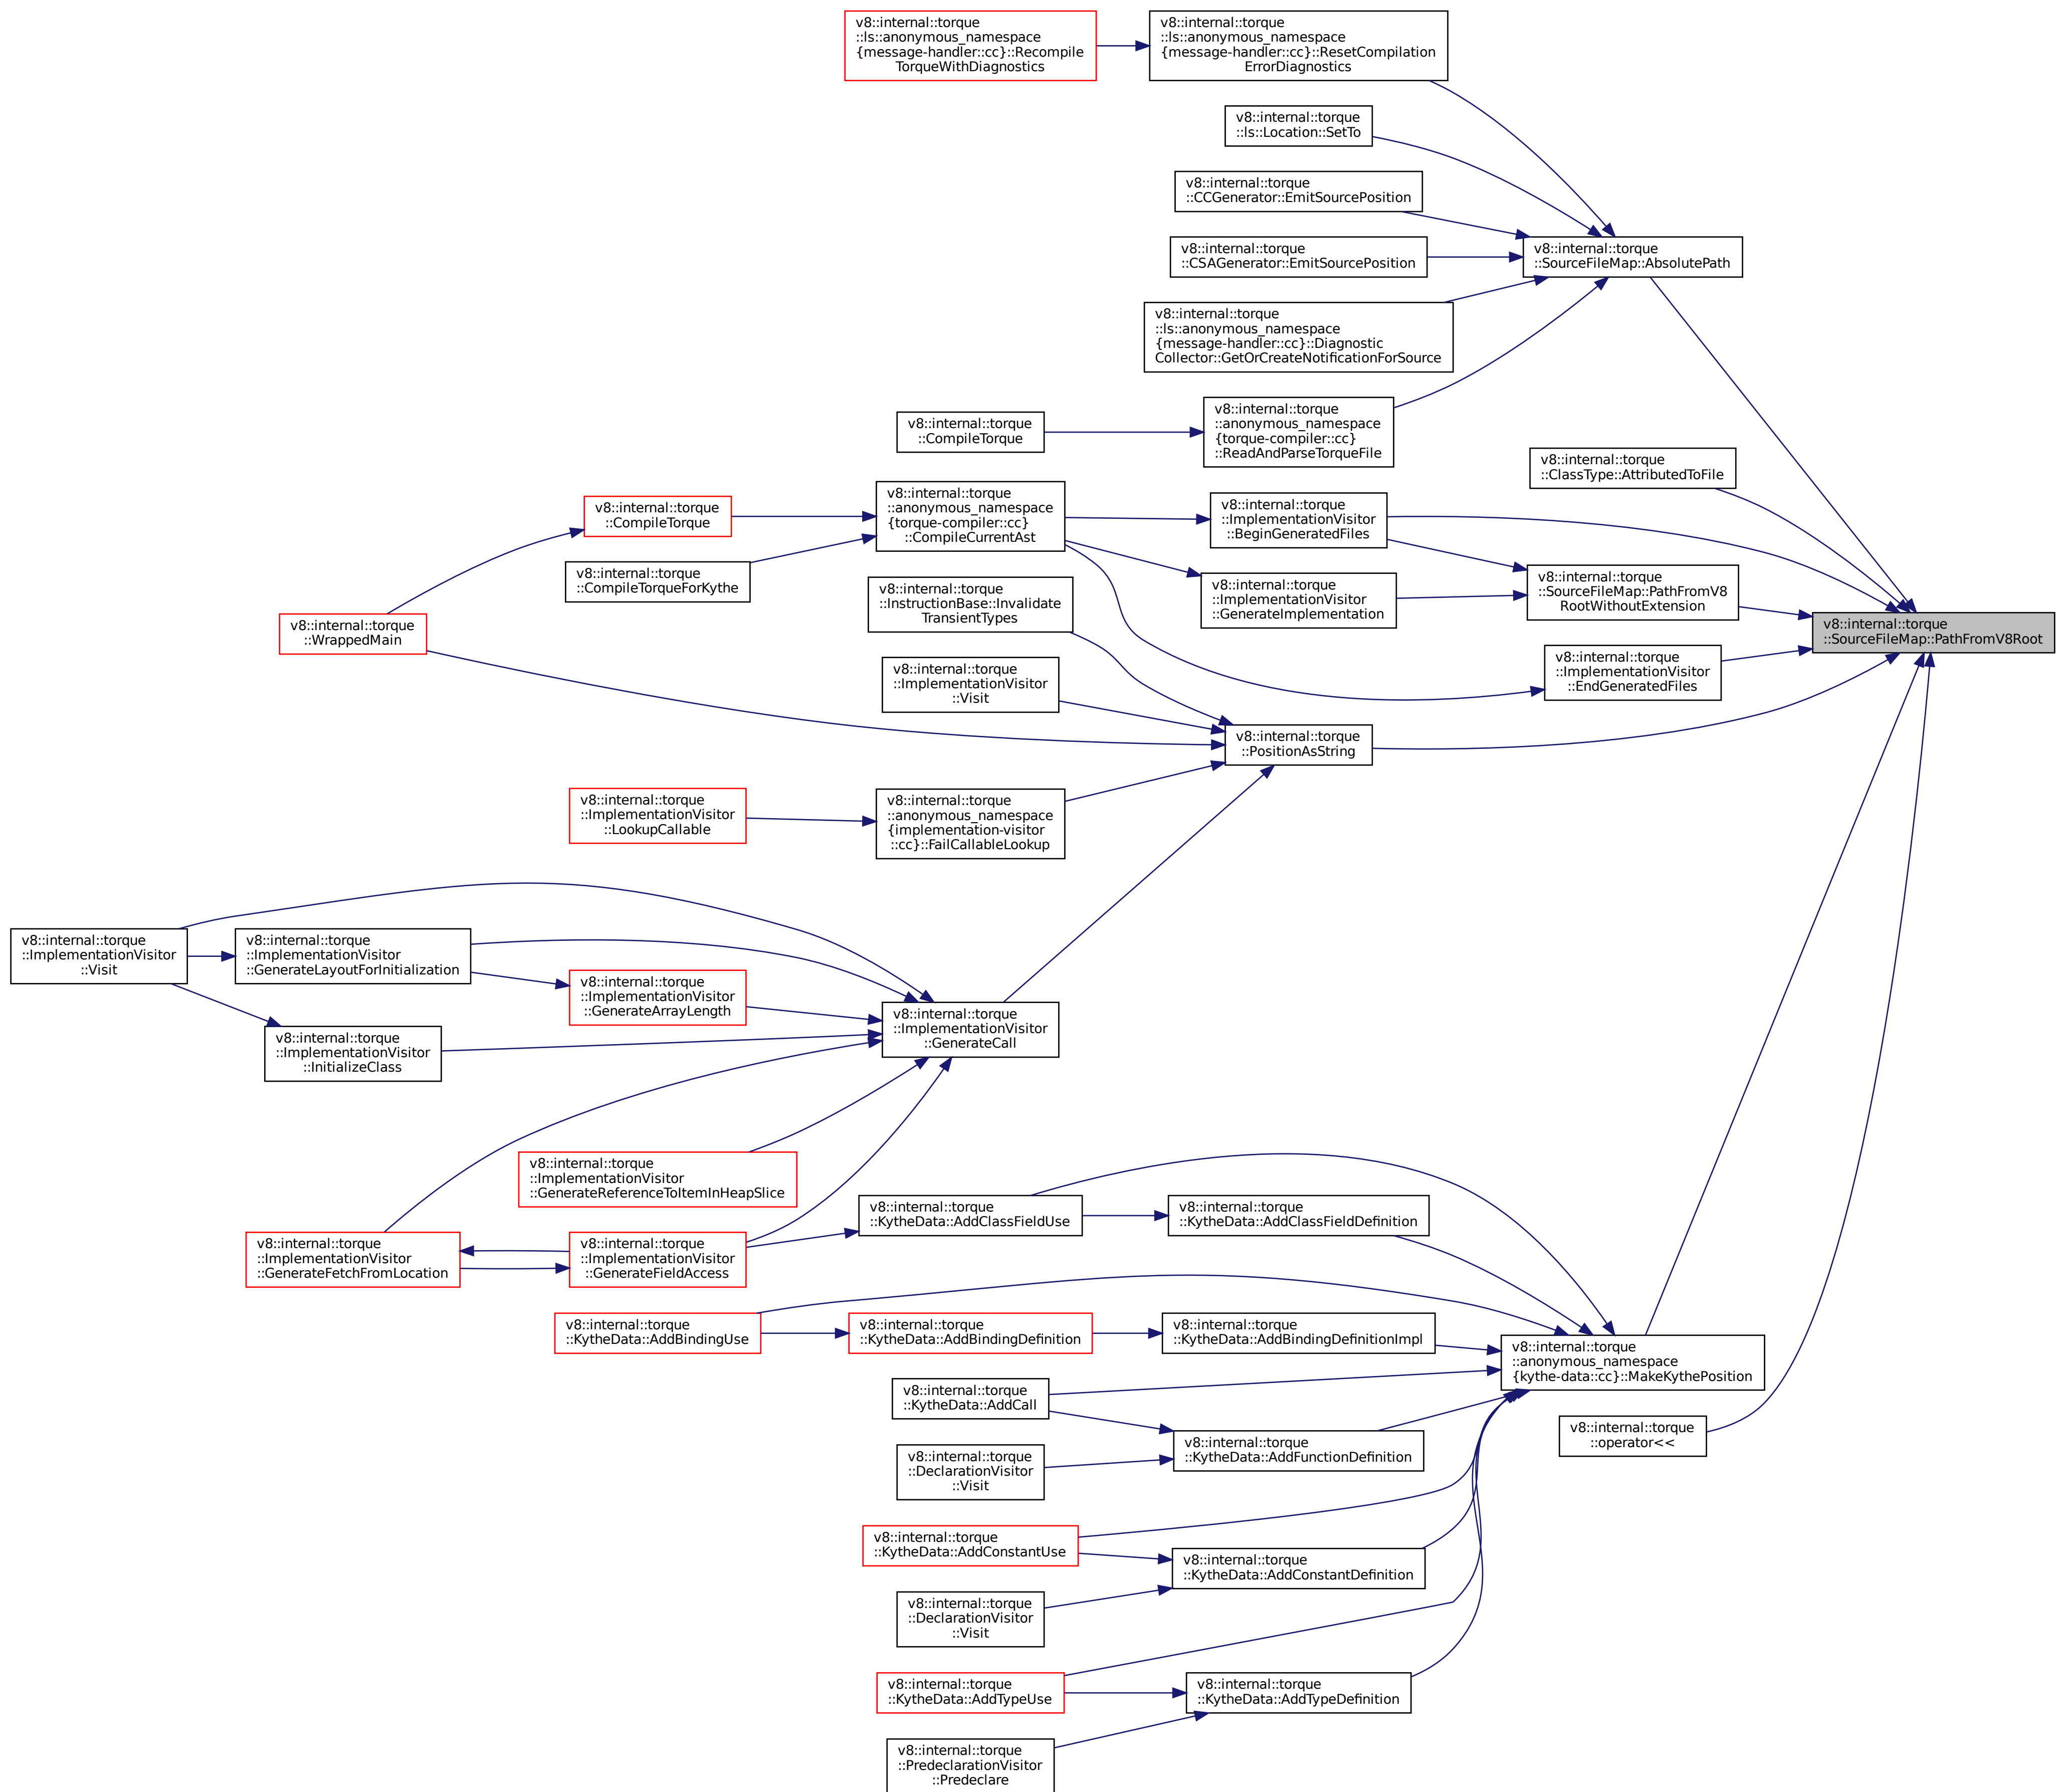 v8::internal::torque
::ls::anonymous_namespace
{message-handler::cc}::Recompile
TorqueWithDiagnostics
v8::internal::torque
::ls::anonymous_namespace
{message-handler::cc}::ResetCompilation
ErrorDiagnostics
v8::internal::torque
::ls::Location::SetTo
v8::internal::torque
::CCGenerator::EmitSourcePosition
v8::internal::torque
::CSAGenerator::EmitSourcePosition
v8::internal::torque
::SourceFileMap::AbsolutePath
v8::internal::torque
::ls::anonymous_namespace
{message-handler::cc}::Diagnostic
Collector::GetOrCreateNotificationForSource
v8::internal::torque
::CompileTorque
v8::internal::torque
::anonymous_namespace
{torque-compiler::cc}
::ReadAndParseTorqueFile
v8::internal::torque
::ClassType::AttributedToFile
v8::internal::torque
::CompileTorque
v8::internal::torque
::anonymous_namespace
{torque-compiler::cc}
::CompileCurrentAst
v8::internal::torque
::ImplementationVisitor
::BeginGeneratedFiles
v8::internal::torque
::CompileTorqueForKythe
v8::internal::torque
::InstructionBase::Invalidate
TransientTypes
v8::internal::torque
::ImplementationVisitor
::GenerateImplementation
v8::internal::torque
::SourceFileMap::PathFromV8
RootWithoutExtension
v8::internal::torque
::WrappedMain
v8::internal::torque
::SourceFileMap::PathFromV8Root
v8::internal::torque
::ImplementationVisitor
::Visit
v8::internal::torque
::ImplementationVisitor
::EndGeneratedFiles
v8::internal::torque
::PositionAsString
v8::internal::torque
::ImplementationVisitor
::LookupCallable
v8::internal::torque
::anonymous_namespace
{implementation-visitor
::cc}::FailCallableLookup
v8::internal::torque
::ImplementationVisitor
::Visit
v8::internal::torque
::ImplementationVisitor
::GenerateLayoutForInitialization
v8::internal::torque
::ImplementationVisitor
::GenerateArrayLength
v8::internal::torque
::ImplementationVisitor
::GenerateCall
v8::internal::torque
::ImplementationVisitor
::InitializeClass
v8::internal::torque
::ImplementationVisitor
::GenerateReferenceToItemInHeapSlice
v8::internal::torque
::KytheData::AddClassFieldUse
v8::internal::torque
::KytheData::AddClassFieldDefinition
v8::internal::torque
::ImplementationVisitor
::GenerateFetchFromLocation
v8::internal::torque
::ImplementationVisitor
::GenerateFieldAccess
v8::internal::torque
::KytheData::AddBindingUse
v8::internal::torque
::KytheData::AddBindingDefinition
v8::internal::torque
::KytheData::AddBindingDefinitionImpl
v8::internal::torque
::anonymous_namespace
{kythe-data::cc}::MakeKythePosition
v8::internal::torque
::KytheData::AddCall
v8::internal::torque
::operator<<
v8::internal::torque
::KytheData::AddFunctionDefinition
v8::internal::torque
::DeclarationVisitor
::Visit
v8::internal::torque
::KytheData::AddConstantUse
v8::internal::torque
::KytheData::AddConstantDefinition
v8::internal::torque
::DeclarationVisitor
::Visit
v8::internal::torque
::KytheData::AddTypeUse
v8::internal::torque
::KytheData::AddTypeDefinition
v8::internal::torque
::PredeclarationVisitor
::Predeclare